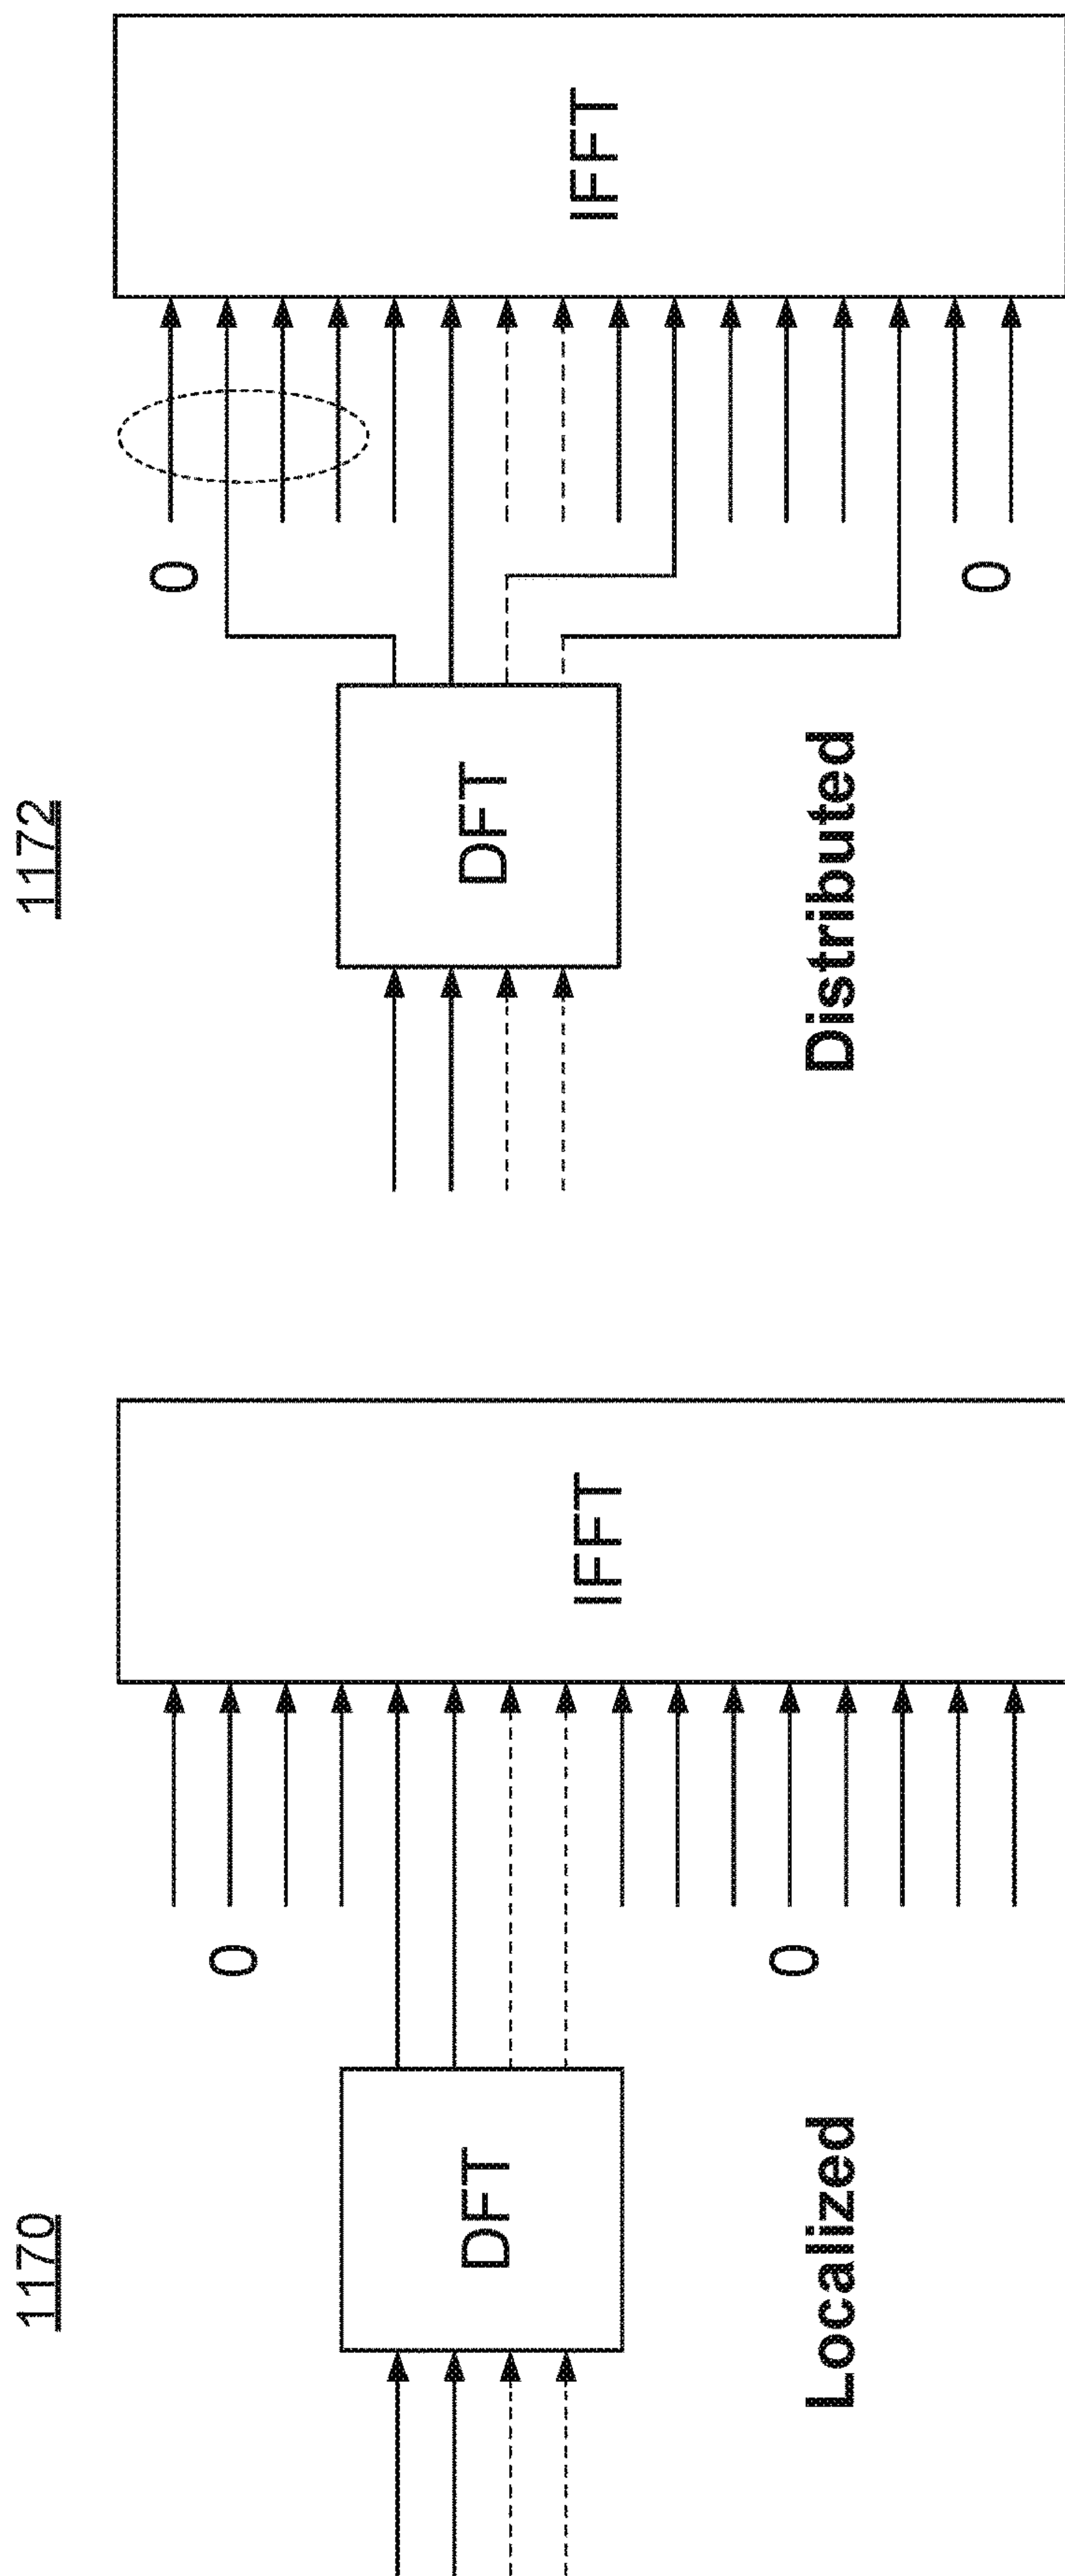 1170
0
DFT
IFFT
0
Localized
1172
0
DFT
IFFT
0
Distributed